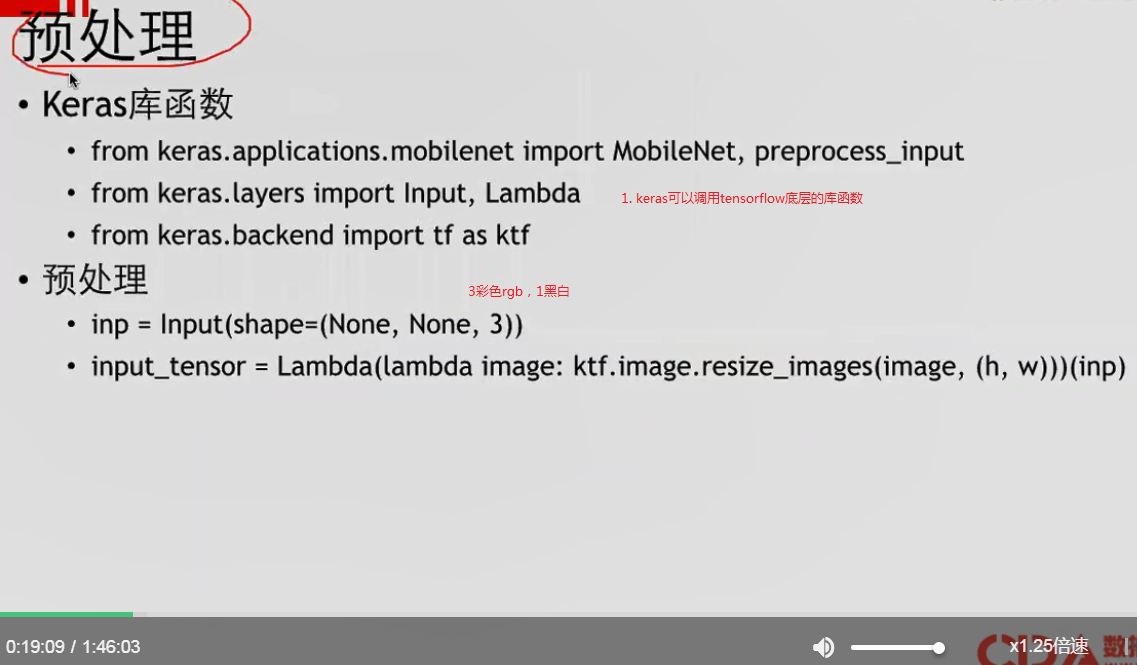 预处理
• Keras库函数
• from keras.applications.mobilenet import MobileNet, preprocess_input
• from keras.layers import Input, Lambda
1. keras可以调用tensorflow底层的库函数
• from keras.backend import tf as ktf
• 预处理
3彩色rgb，1黑白
• inp = Input(shape=(None, None, 3))
• input_tensor = Lambda(lambda image: ktf.image.resize_images(image, (h, w)))(inp)
0:19:09 / 1:46:03
x1.25倍速